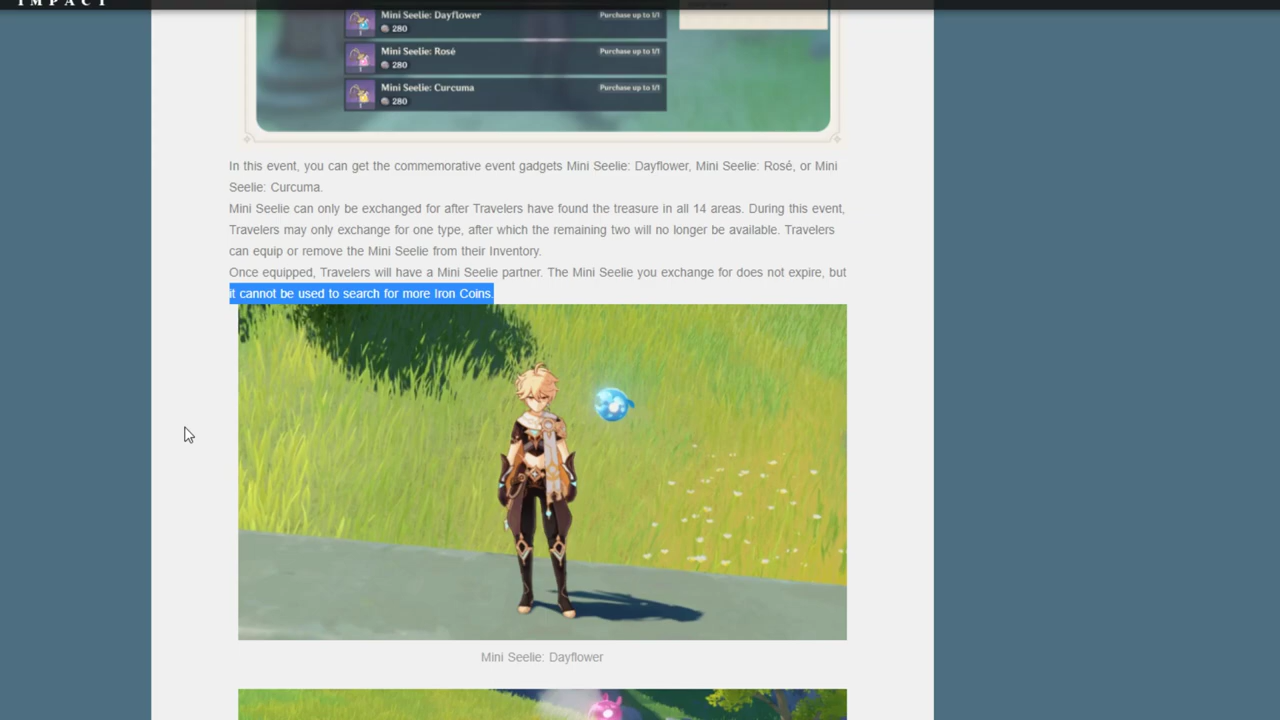 IMPACT
Mini Seelie: Dayflower
Purchase up to 1/1
280
Mini Seelie: Rosé
Purchase up to 1/1
280
Mini Seelie: Curcuma
Purchase up to 1/1
280
In this event, you can get the commemorative event gadgets Mini Seelie: Dayflower, Mini Seelie: Rosé, or Mini
Seelie: Curcuma.
Mini Seelie can only be exchanged for after Travelers have found the treasure in all 14 areas. During this event,
Travelers may only exchange for one type, after which the remaining two will no longer be available. Travelers
can equip or remove the Mini Seelie from their Inventory.
Once equipped, Travelers will have a Mini Seelie partner. The Mini Seelie you exchange for does not expire, but
it cannot be used to search for more Iron Coins.
Mini Seelie: Dayflower